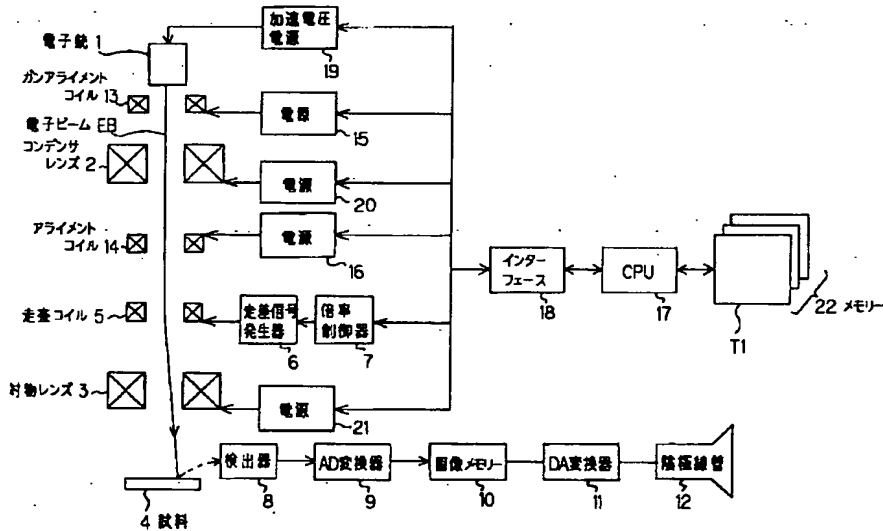 電子銃 1
加速電圧
電源
19
ガンアライメント
コイル 13
電源
15
電子ビーム EB
コンデンサ
レンズ 2
電源
20
アライメント
コイル 14
電源
16
インター
フェース
18
CPU
17
T1
22 メモリー
走査コイル 5
走査信号
発生器
6
倍率
制御器
7
対物レンズ 3
電源
21
検出器
8
AD変換器
9
画像メモリー
10
DA変換器
11
陰極線管
12
4 試料